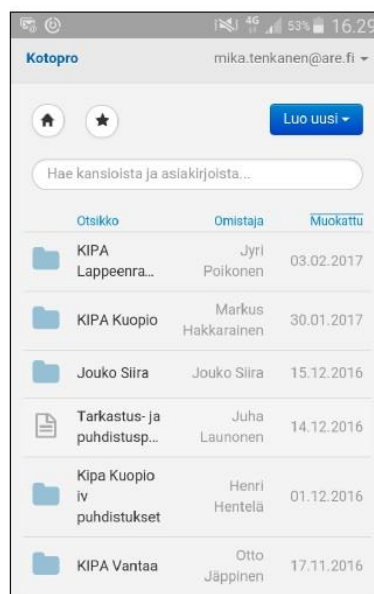 4G 53% 16.29
Kotopro mika.tenkanen@are.fi
Luo uusi
Hae kansioista ja asiakirjoista...
Otsikko Omistaja Muokattu
KIPA Lappeenra... Jyri Poikonen 03.02.2017
KIPA Kuopio Markus Hakkarainen 30.01.2017
Jouko Siira Jouko Siira 15.12.2016
Tarkastus- ja puhdistusp... Juha Launonen 14.12.2016
Kipa Kuopio iv puhdistukset Henri Hentelä 01.12.2016
KIPA Vantaa Otto Jäppinen 17.11.2016